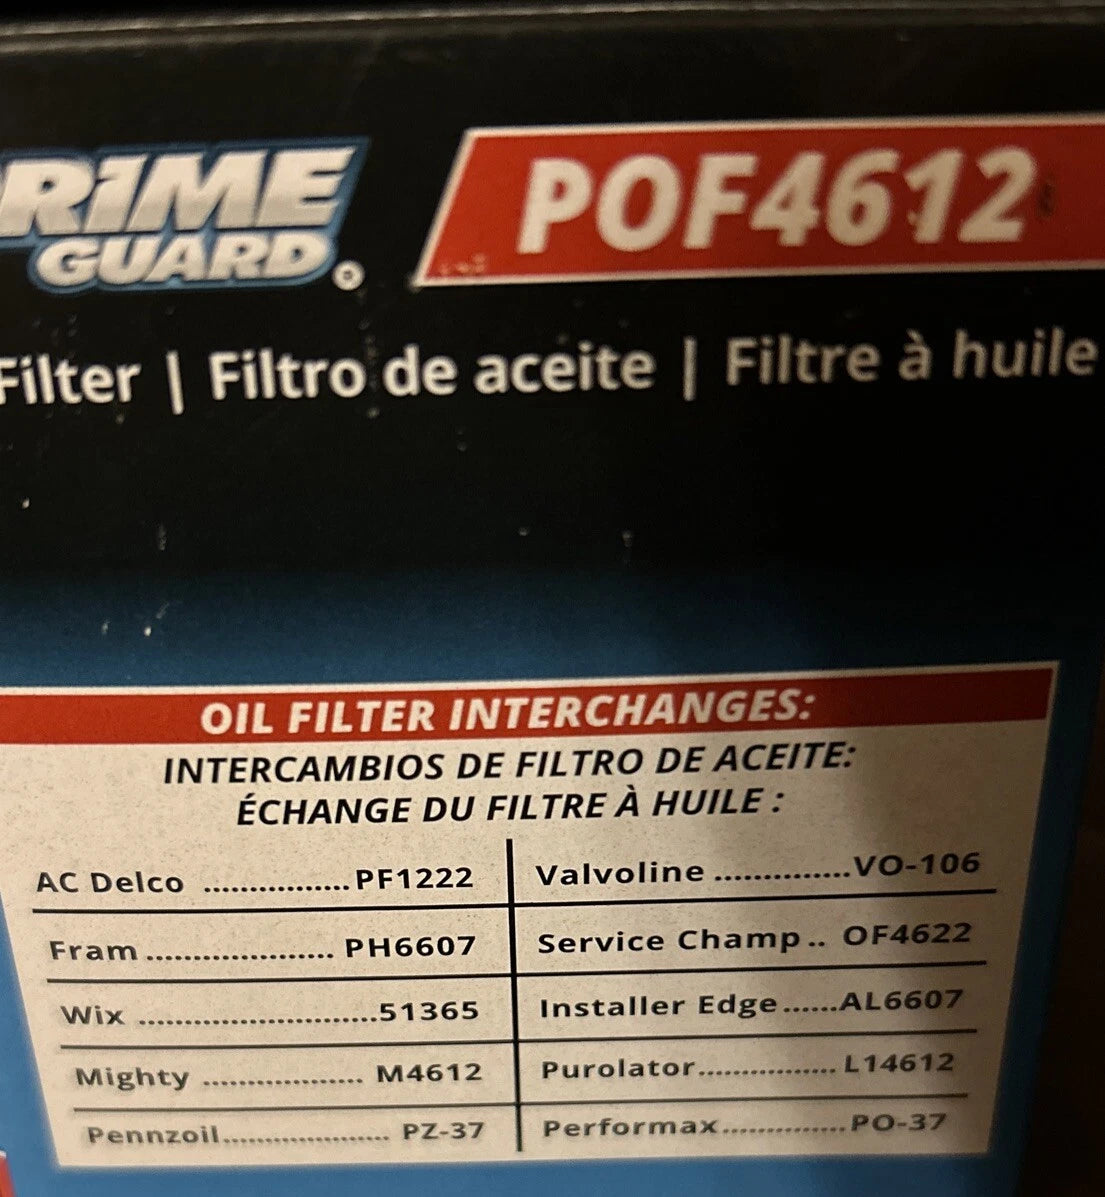 RIME
GUARD®
POF4612
Filter | Filtro de aceite | Filtre à huile
OIL FILTER INTERCHANGES:
INTERCAMBIOS DE FILTRO DE ACEITE:
ÉCHANGE DU FILTRE À HUILE :
AC Delco ................PF1222
Fram ..................... PH6607
Wix ..........................51365
Mighty .................. M4612
Pennzoil.................. PZ-37
Valvoline ...............VO-106
Service Champ.. OF4622
Installer Edge......AL6607
Purolator............... L14612
Performax..............PO-37